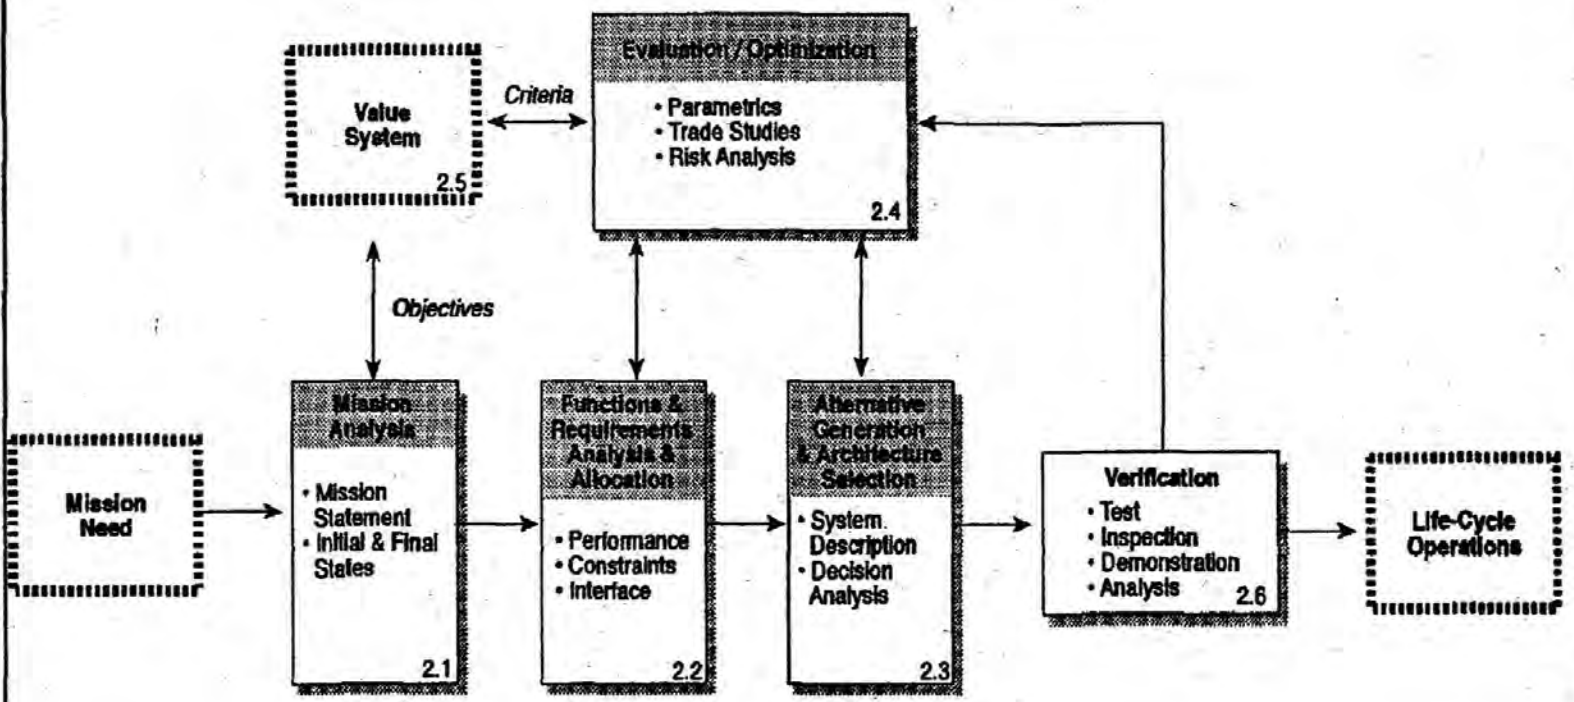 Evaluation / Optimization
• Parametrics
• Trade Studies
• Risk Analysis
2.4
Value
System
2.5
Criteria
Objectives
Mission
Need
Mission
Analysis
• Mission
Statement
• Initial & Final
States
2.1
Functions &
Requirements
Analysis &
Allocation
• Performance
• Constraints
• Interface
2.2
Alternative
Generation
& Architecture
Selection
• System
Description
• Decision
Analysis
2.3
Verification
• Test
• Inspection
• Demonstration
• Analysis
2.6
Life-Cycle
Operations